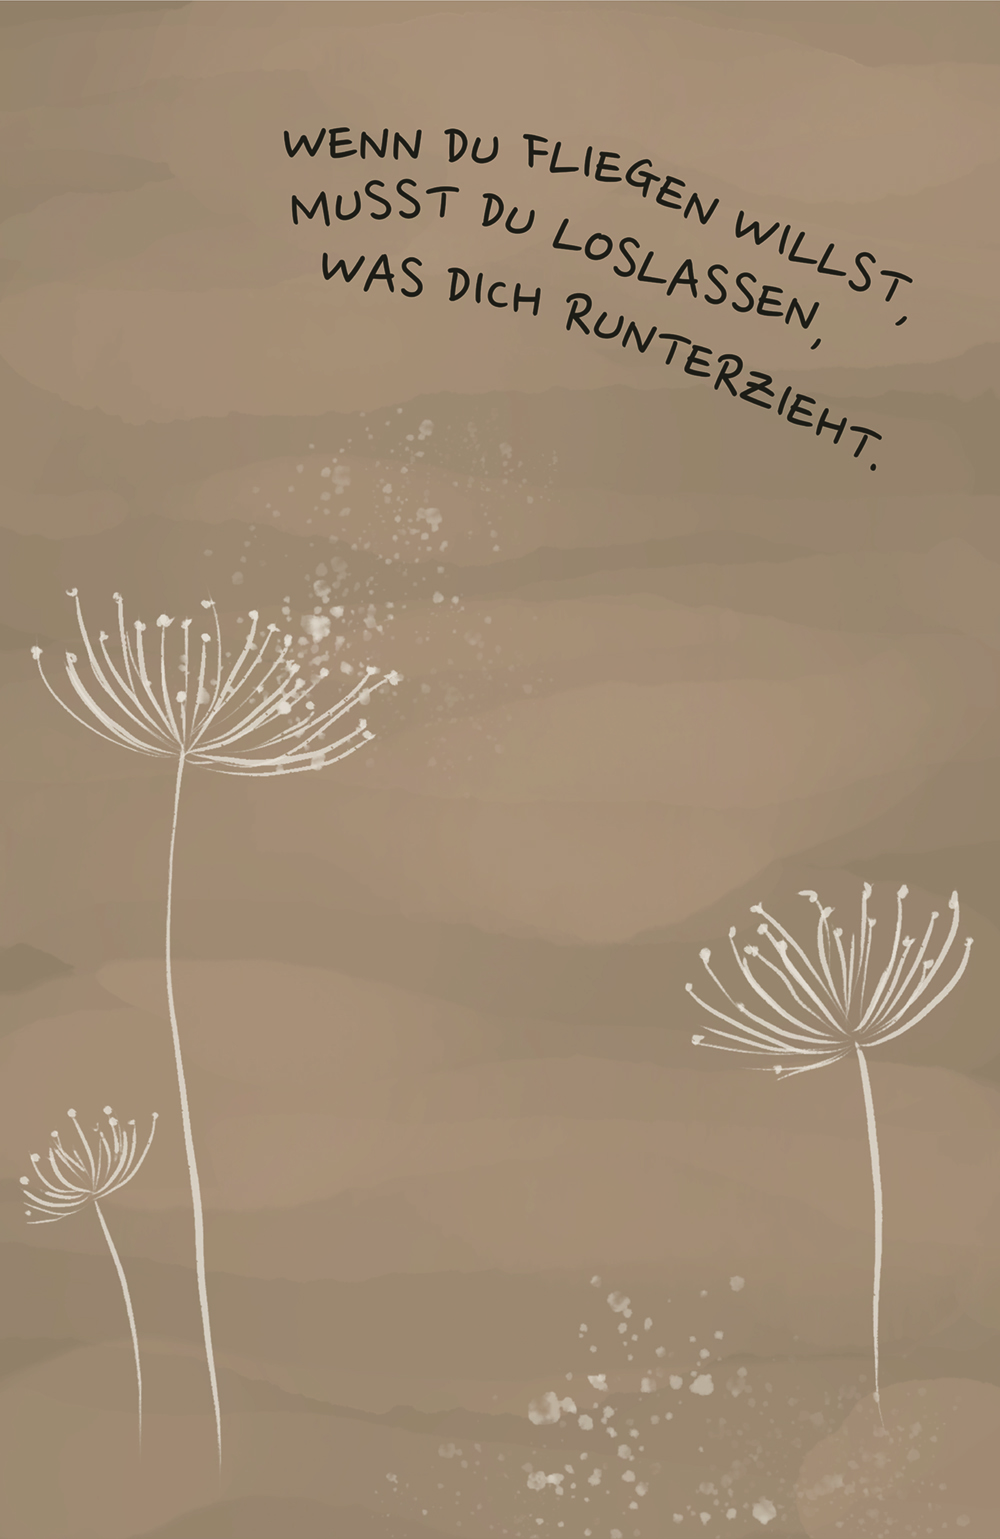 WENN DU FLIEGEN WILLST,
MUSST DU LOSLASSEN,
WAS DICH RUNTERZIEHT.